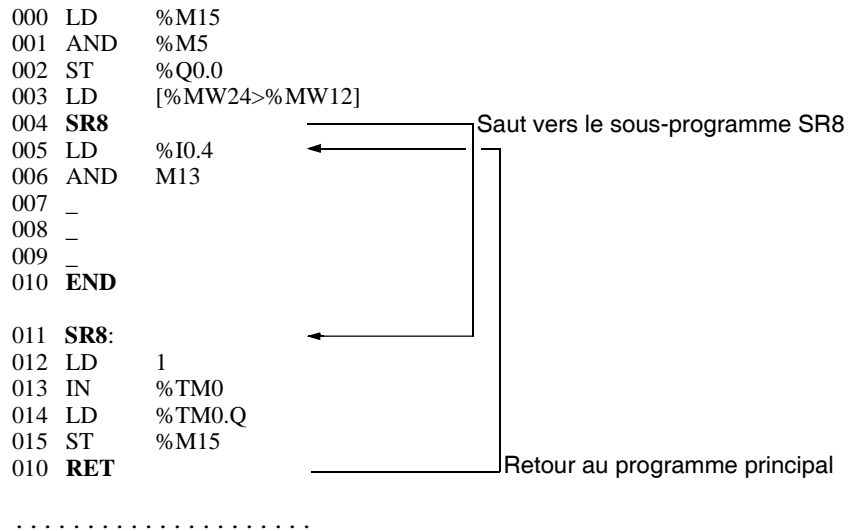 000 LD %M15
001 AND %M5
002 ST %Q0.0
003 LD [%MW24>%MW12]
004 SR8 Saut vers le sous-programme SR8
005 LD %I0.4
006 AND M13
007 _
008 _
009 _
010 END
011 SR8:
012 LD 1
013 IN %TM0
014 LD %TM0.Q
015 ST %M15
010 RET Retour au programme principal
. . . . . . . . . . . . . . . . . . . . .